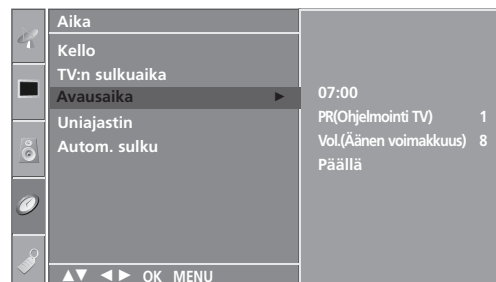 Aika
Kello
TV:n sulkuaika
Avausaika ►
Uniajastin
Autom. sulku
▲▼ ◄► OK MENU
07:00
PR(Ohjelmointi TV) 1
Vol.(Äänen voimakkuus) 8
Päällä